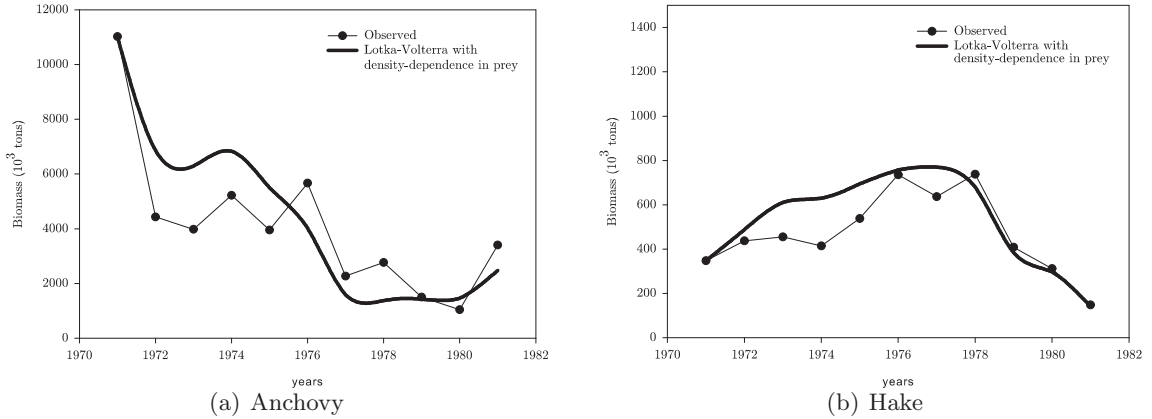 12000
10000
8000
6000
4000
2000
0
Biomass (10³ tons)
Observed
Lotka-Volterra with
density-dependence in prey
1970 1972 1974 1976 1978 1980 1982
years
(a) Anchovy
1400
1200
1000
800
600
400
200
0
Biomass (10³ tons)
Observed
Lotka-Volterra with
density-dependence in prey
1970 1972 1974 1976 1978 1980 1982
years
(b) Hake